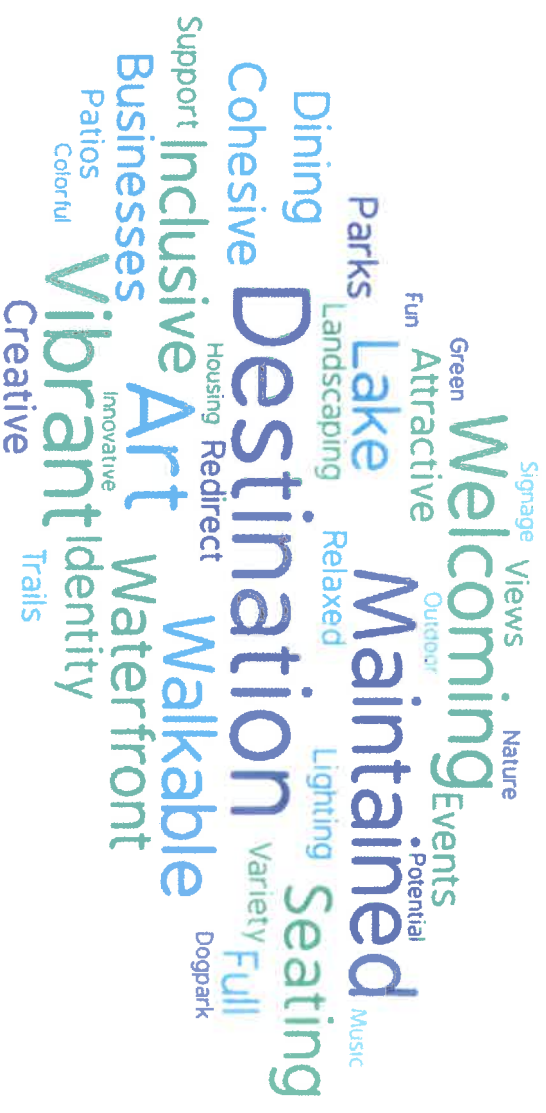 Signage
Views
Nature
Green
Welcoming
Fun
Attractive
Outdoor
Events
Potential
Parks
Lake
Maintained
Music
Dining
Landscaping
Relaxed
Lighting
Seating
Cohesive
Destination
Variety
Full
Support
Inclusive
Housing
Redirect
Walkable
Dogpark
Businesses
Art
Waterfront
Patios
Innovative
Identity
Colorful
Vibrant
Trails
Creative